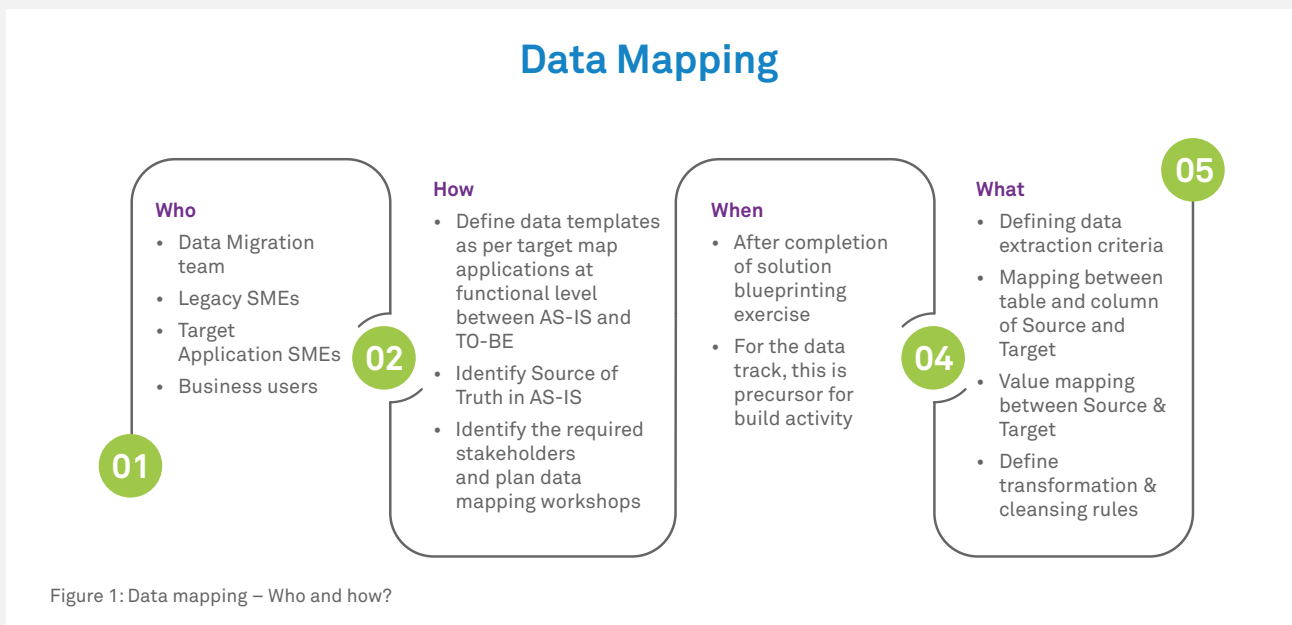 Data Mapping
01
Who
• Data Migration
team
• Legacy SMEs
• Target
Application SMEs
• Business users
02
How
• Define data templates
as per target map
applications at
functional level
between AS-IS and
TO-BE
• Identify Source of
Truth in AS-IS
• Identify the required
stakeholders
and plan data
mapping workshops
When
• After completion
of solution
blueprinting
exercise
• For the data
track, this is
precursor for
build activity
04
What
• Defining data
extraction criteria
• Mapping between
table and column
of Source and
Target
• Value mapping
between Source &
Target
• Define
transformation &
cleansing rules
05
Figure 1: Data mapping – Who and how?